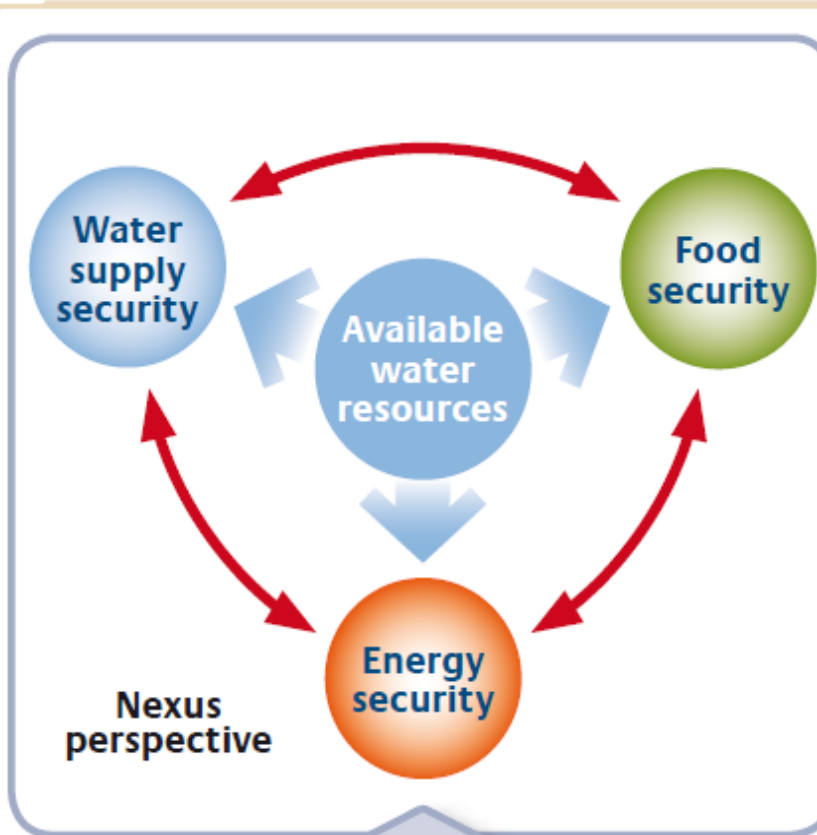 Water
supply
security
Food
security
Available
water
resources
Energy
security
Nexus
perspective